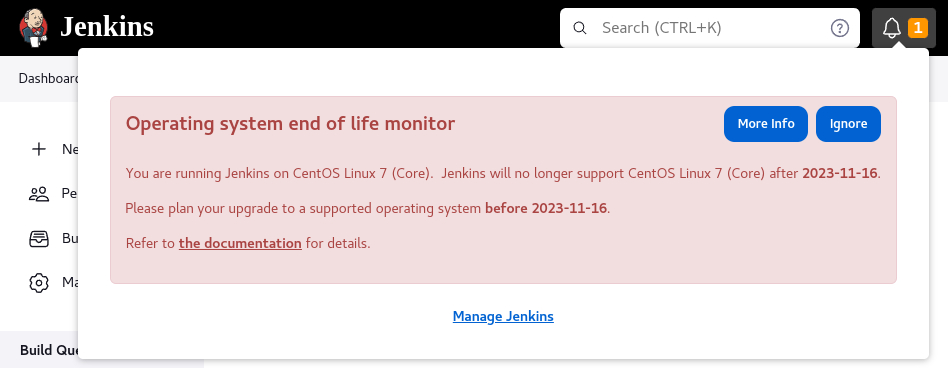 Jenkins
Search (CTRL+K)
1
Dashboard
Operating system end of life monitor
More Info
Ignore
You are running Jenkins on CentOS Linux 7 (Core).  Jenkins will no longer support CentOS Linux 7 (Core) after 2023-11-16.
Please plan your upgrade to a supported operating system before 2023-11-16.
Refer to the documentation for details.
Manage Jenkins
Ne
Pe
Bu
Ma
Build Que